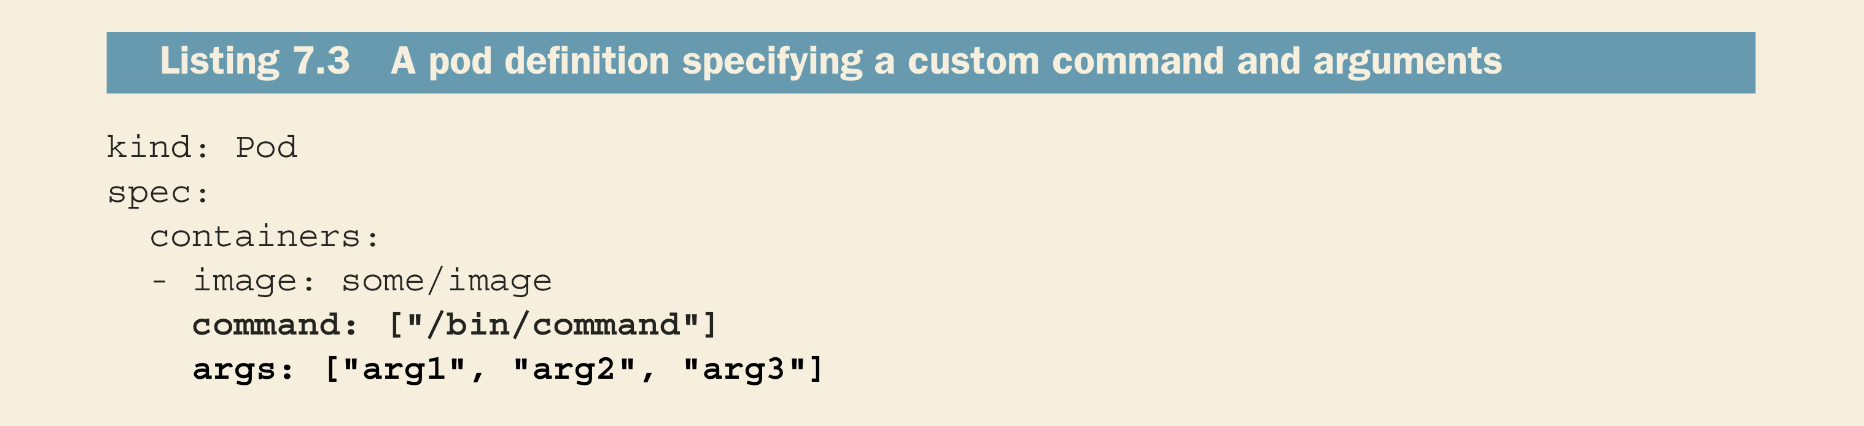 Listing 7.3 A pod definition specifying a custom command and arguments
kind: Pod
spec:
  containers:
  - image: some/image
    command: ["/bin/command"]
    args: ["arg1", "arg2", "arg3"]